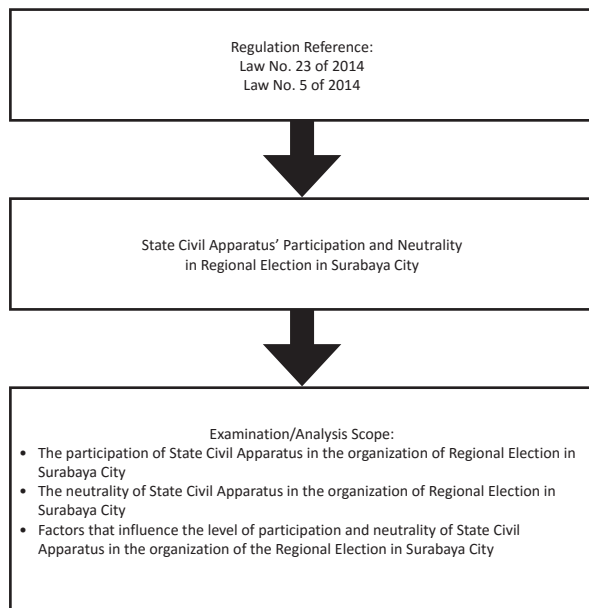 Regulation Reference:
Law No. 23 of 2014
Law No. 5 of 2014
State Civil Apparatus’ Participation and Neutrality
in Regional Election in Surabaya City
Examination/Analysis Scope:
• The participation of State Civil Apparatus in the organization of Regional Election in
Surabaya City
• The neutrality of State Civil Apparatus in the organization of Regional Election in
Surabaya City
• Factors that influence the level of participation and neutrality of State Civil
Apparatus in the organization of the Regional Election in Surabaya City